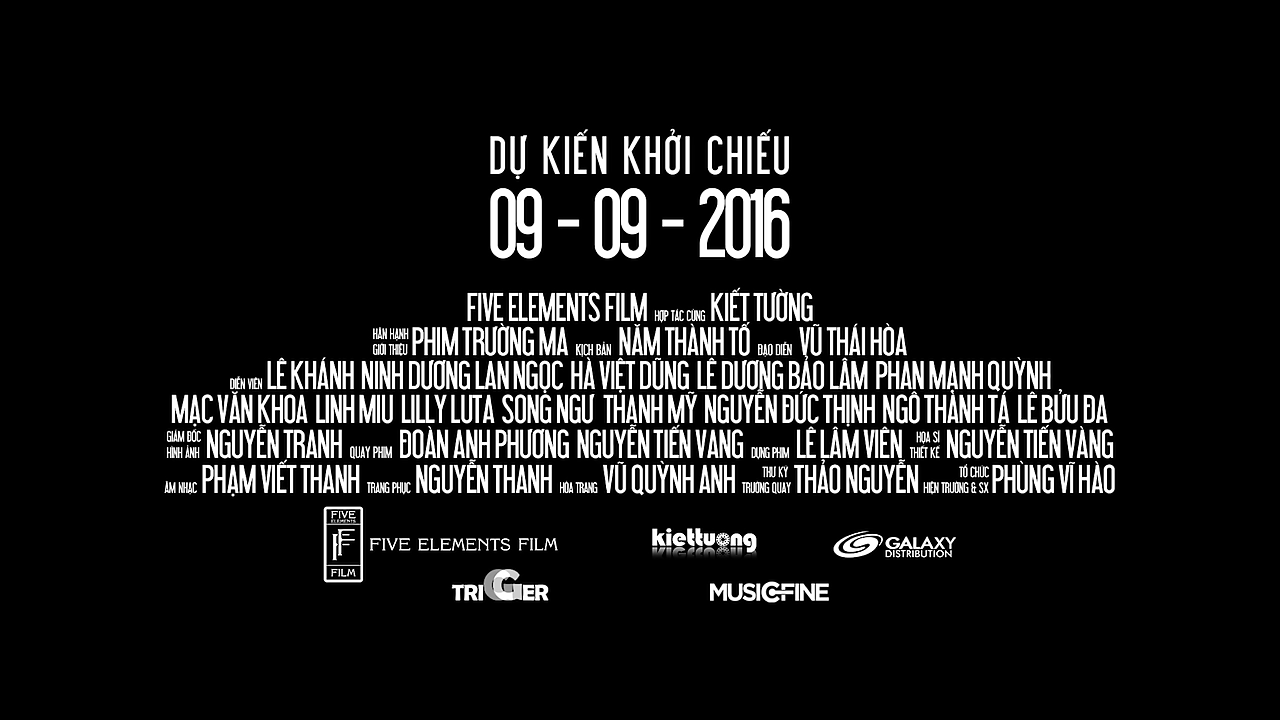 DỰ KIẾN KHỞI CHIẾU
09 - 09 - 2016
FIVE ELEMENTS FILM HỢP TÁC CÙNG KIẾT TƯỜNG
HÂN HẠNH GIỚI THIỆU PHIM TRƯỜNG MA KỊCH BẢN NĂM THÀNH TỐ ĐẠO DIỄN VŨ THÁI HÒA
DIỄN VIÊN LÊ KHÁNH NINH DƯƠNG LAN NGỌC HÀ VIỆT DŨNG LÊ DƯƠNG BẢO LÂM PHAN MẠNH QUỲNH
MẠC VĂN KHOA LINH MIU LILLY LUTA SONG NGƯ THANH MỸ NGUYỄN ĐỨC THỊNH NGÔ THÀNH TÁ LÊ BỬU ĐA
GIÁM ĐỐC HÌNH ẢNH NGUYỄN TRANH QUAY PHIM ĐOÀN ANH PHƯƠNG NGUYỄN TIẾN VANG DỰNG PHIM LÊ LÂM VIÊN HỌA SĨ THIẾT KẾ NGUYỄN TIẾN VÀNG
ÂM NHẠC PHẠM VIẾT THANH TRANG PHỤC NGUYỄN THANH HÓA TRANG VŨ QUỲNH ANH THƯ KÝ TRƯỜNG QUAY THẢO NGUYỄN TỔ CHỨC HIỆN TRƯỜNG & SX PHÙNG VĨ HÀO
FIVE ELEMENTS FE FILM FIVE ELEMENTS FILM kiettuong GALAXY DISTRIBUTION
TRIGGER MUSICFINE